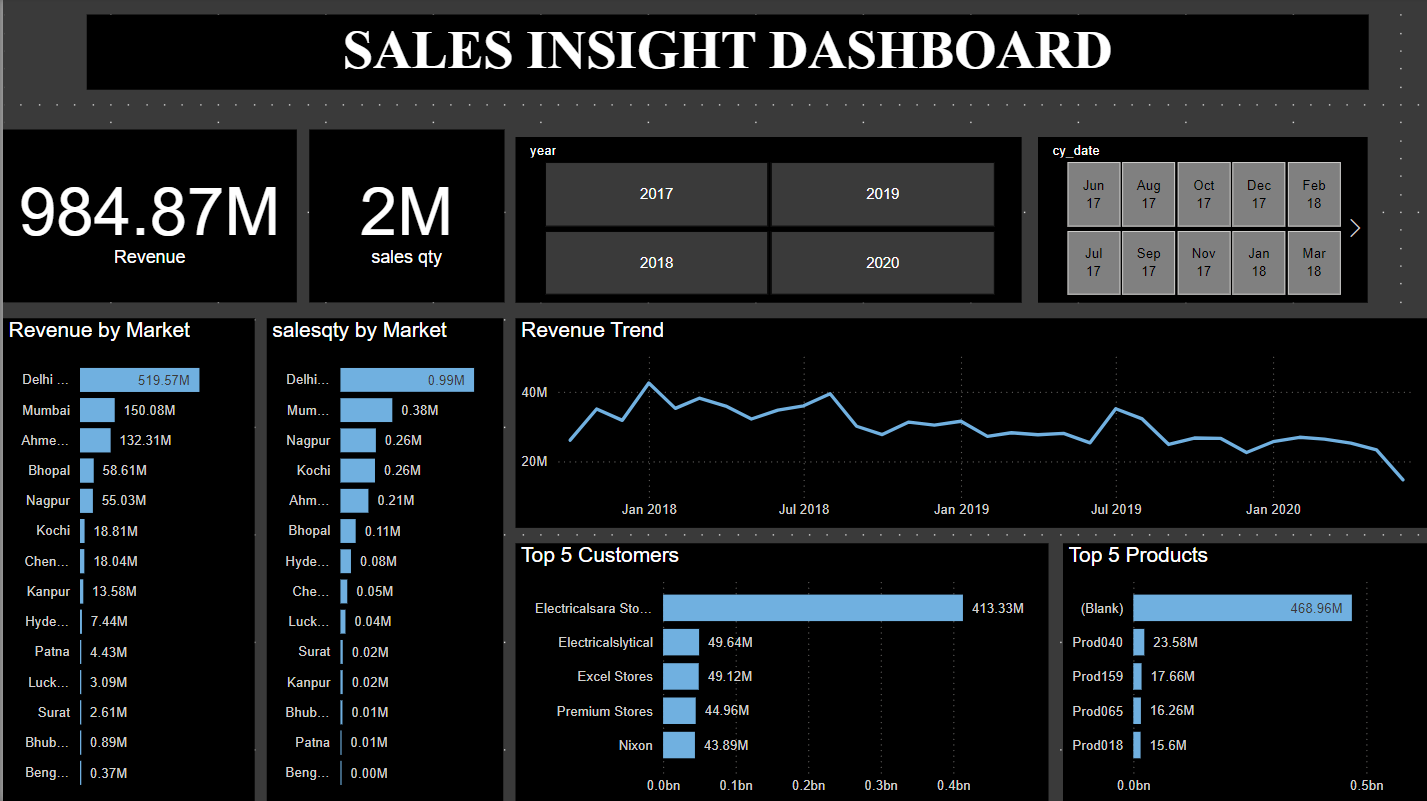 SALES INSIGHT DASHBOARD
984.87M
Revenue
2M
sales qty
year
2017
2019
2018
2020
cy_date
Jun 17
Aug 17
Oct 17
Dec 17
Feb 18
Jul 17
Sep 17
Nov 17
Jan 18
Mar 18
Revenue by Market
Delhi ... 519.57M
Mumbai 150.08M
Ahme... 132.31M
Bhopal 58.61M
Nagpur 55.03M
Kochi 18.81M
Chen... 18.04M
Kanpur 13.58M
Hyde... 7.44M
Patna 4.43M
Luck... 3.09M
Surat 2.61M
Bhub... 0.89M
Beng... 0.37M
salesqty by Market
Delhi... 0.99M
Mum... 0.38M
Nagpur 0.26M
Kochi 0.26M
Ahm... 0.21M
Bhopal 0.11M
Hyde... 0.08M
Che... 0.05M
Luck... 0.04M
Surat 0.02M
Kanpur 0.02M
Bhub... 0.01M
Patna 0.01M
Beng... 0.00M
Revenue Trend
40M
20M
Jan 2018 Jul 2018 Jan 2019 Jul 2019 Jan 2020
Top 5 Customers
Electricalsara Sto... 413.33M
Electricalslytical 49.64M
Excel Stores 49.12M
Premium Stores 44.96M
Nixon 43.89M
0.0bn 0.1bn 0.2bn 0.3bn 0.4bn
Top 5 Products
(Blank) 468.96M
Prod040 23.58M
Prod159 17.66M
Prod065 16.26M
Prod018 15.6M
0.0bn 0.5bn